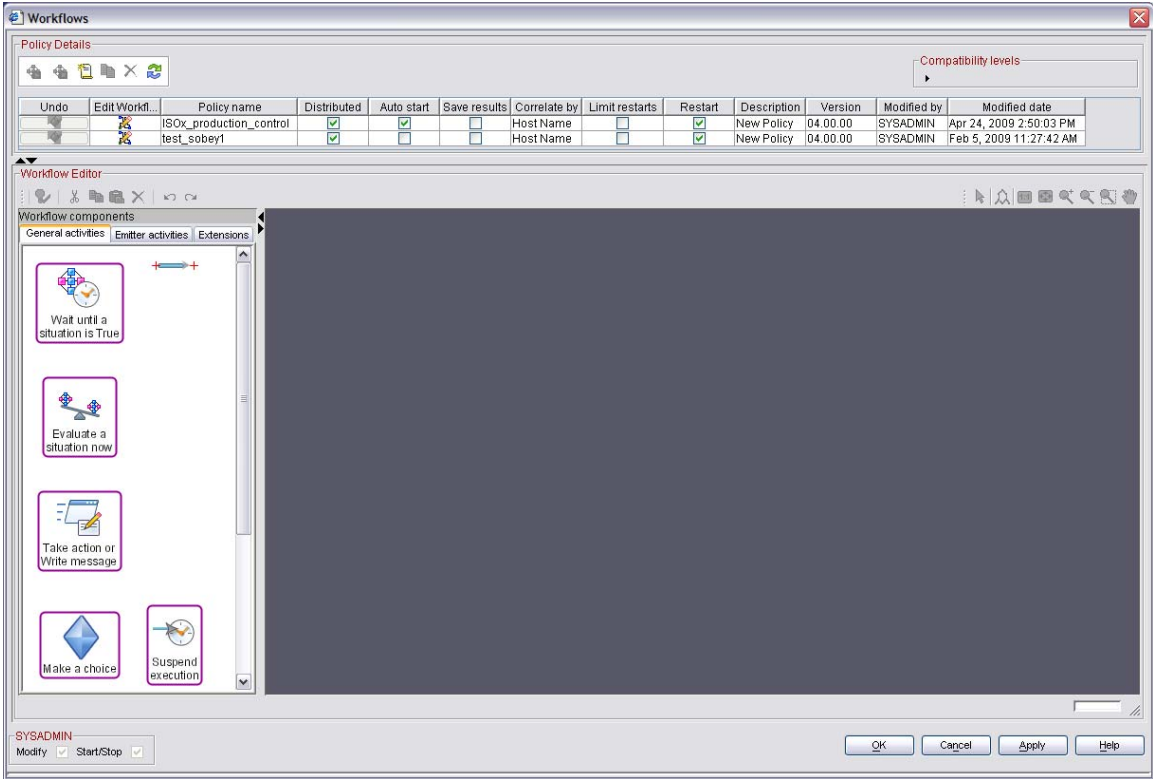 Workflows
Policy Details
Compatibility levels
Undo Edit Workfl... Policy name Distributed Auto start Save results Correlate by Limit restarts Restart Description Version Modified by Modified date
ISOx_production_control Host Name New Policy 04.00.00 SYSADMIN Apr 24, 2009 2:50:03 PM
test_sobey1 Host Name New Policy 04.00.00 SYSADMIN Feb 5, 2009 11:27:42 AM
Workflow Editor
Workflow components
General activities Emitter activities Extensions
Wait until a
situation is True
Evaluate a
situation now
Take action or
Write message
Make a choice
Suspend
execution
SYSADMIN
Modify Start/Stop
OK Cancel Apply Help